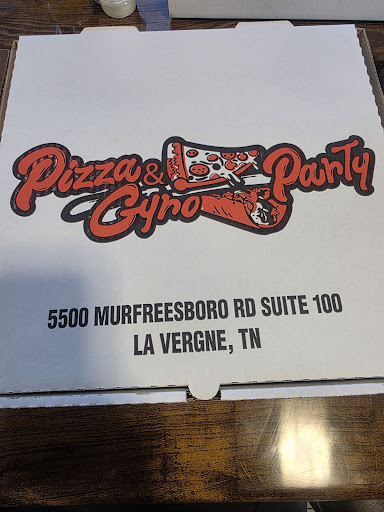 Pizza & Party
Gyro
5500 MURFREESBORO RD SUITE 100
LA VERGNE, TN